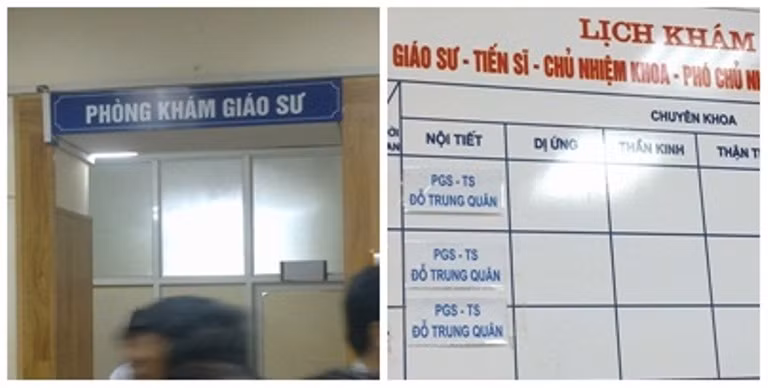 PHÒNG KHÁM GIÁO SƯ
LỊCH KHÁM
GIÁO SƯ - TIẾN SĨ - CHỦ NHIỆM KHOA - PHÓ CHỦ
CHUYÊN KHOA
NỘI TIẾT
DỊ ỨNG
THẦN KINH
THẬN
PGS - TS
ĐỖ TRUNG QUÂN
PGS - TS
ĐỖ TRUNG QUÂN
PGS - TS
ĐỖ TRUNG QUÂN